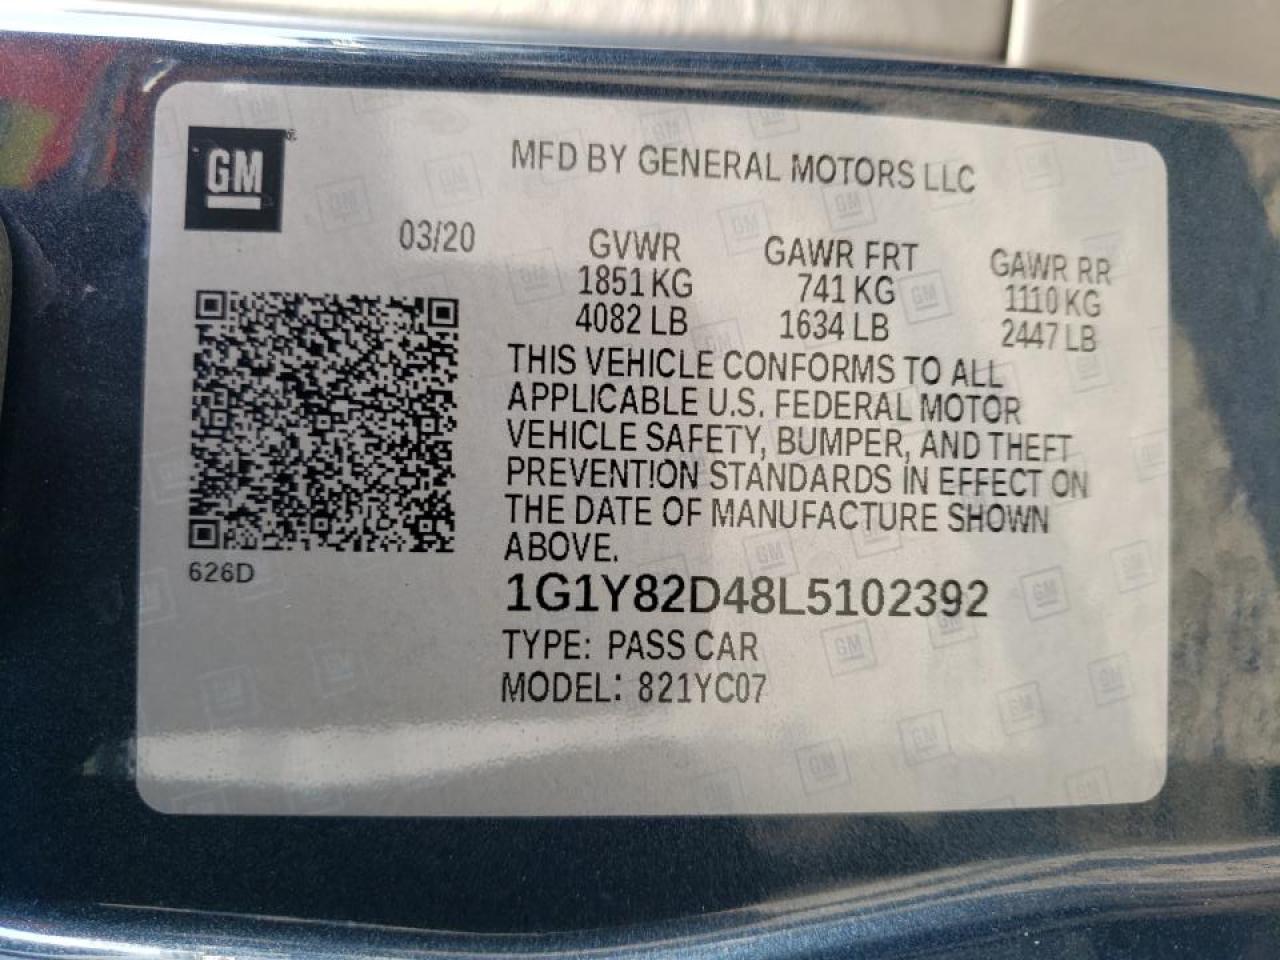 GM
MFD BY GENERAL MOTORS LLC
03/20
GVWR GAWR FRT GAWR RR
1851 KG 741 KG 1110 KG
4082 LB 1634 LB 2447 LB
THIS VEHICLE CONFORMS TO ALL
APPLICABLE U.S. FEDERAL MOTOR
VEHICLE SAFETY, BUMPER, AND THEFT
PREVENTION STANDARDS IN EFFECT ON
THE DATE OF MANUFACTURE SHOWN
ABOVE.
626D
1G1Y82D48L5102392
TYPE: PASS CAR
MODEL: 821YC07